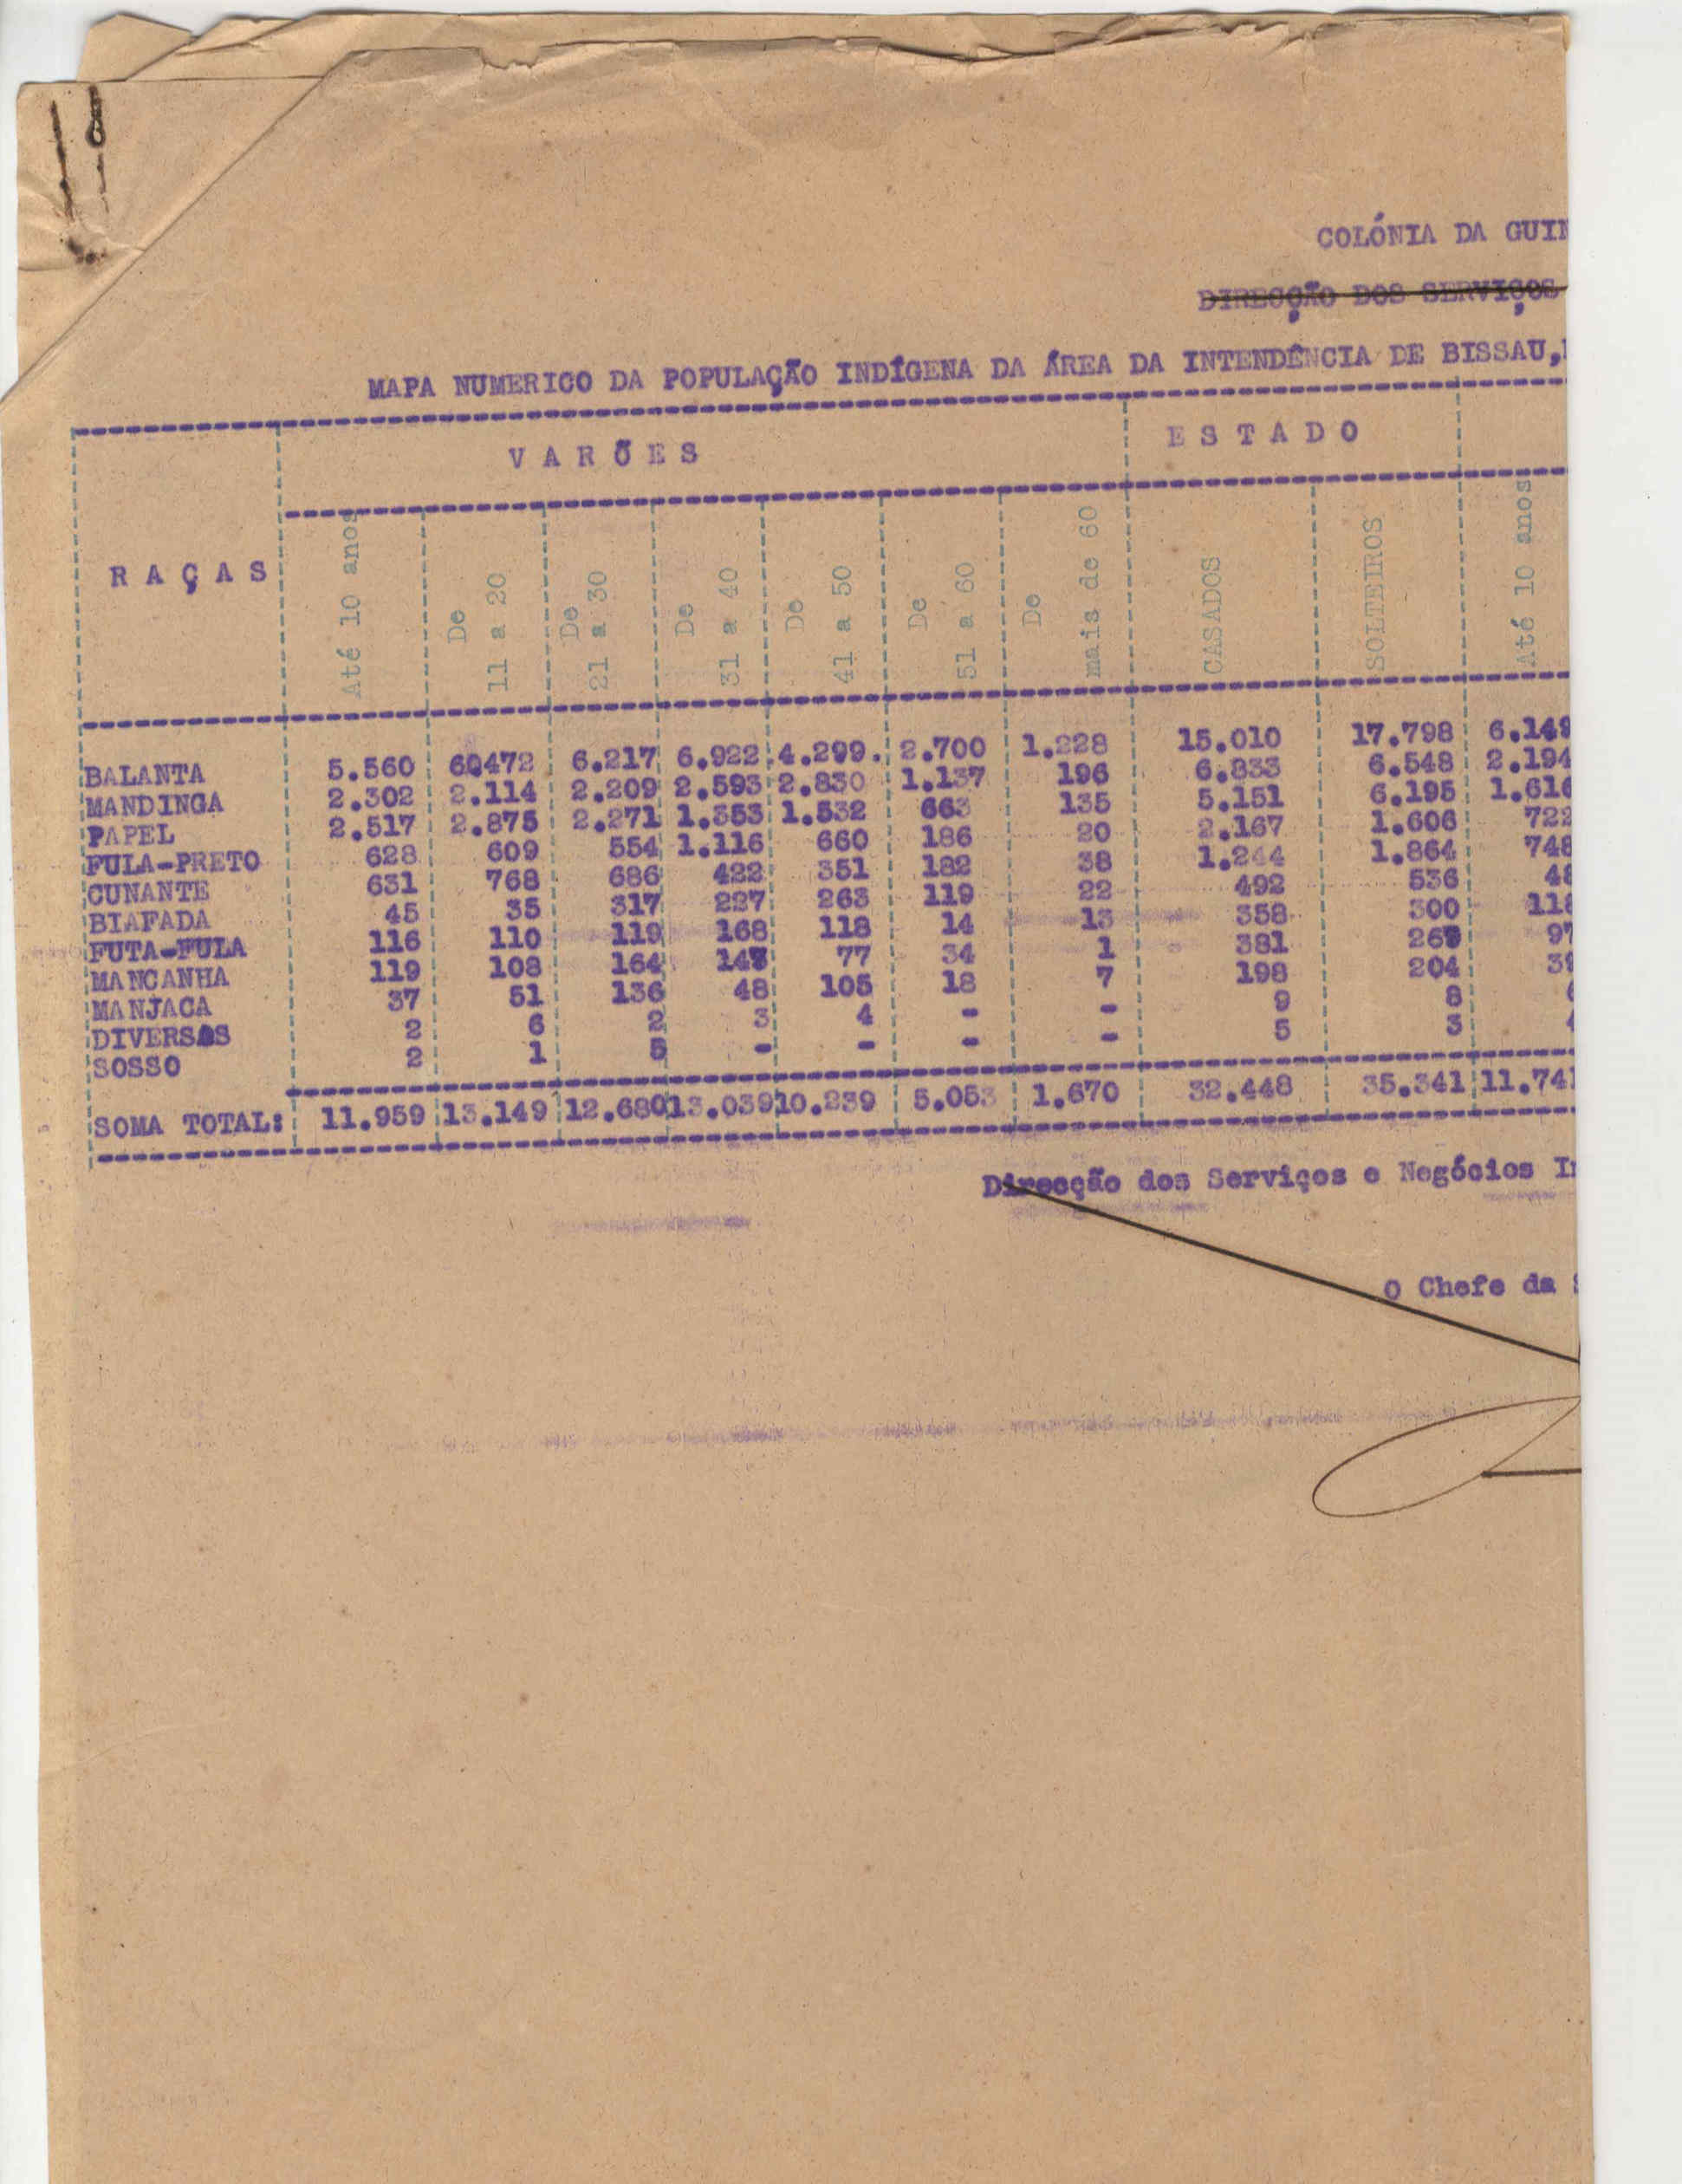 COLÓNIA DA GUIN
DIRECÇÃO DOS SERVIÇOS
MAPA NUMERICO DA POPULAÇÃO INDÍGENA DA ÁREA DA INTENDÊNCIA DE BISSAU,
RAÇAS VARÕES ESTADO
Até 10 anos De 11 a 20 De 21 a 30 De 31 a 40 De 41 a 50 De 51 a 60 De mais de 60 CASADOS SOLTEIROS Até 10 anos
BALANTA 5.560 60472 6.217 6.922 4.299. 2.700 1.228 15.010 17.798 6.149
MANDINGA 2.302 2.114 2.209 2.593 2.830 1.137 196 6.833 6.548 2.194
PAPEL 2.517 2.875 2.271 1.353 1.532 663 135 5.151 6.195 1.616
FULA-PRETO 628 609 554 1.116 660 186 20 2.167 1.606 722
CUNANTE 631 768 686 422 351 182 38 1.244 1.864 748
BIAFADA 45 35 317 227 263 119 22 492 536 48
FUTA-FULA 116 110 119 168 118 14 13 358 300 118
MANCANHA 119 108 164 77 34 1 381 97
MANJACA 37 51 136 48 105 18 7 198 204 39
DIVERSOS 2 6 2 3 4 - - 9 8
SOSSO 2 1 5 - - - - 5 3
SOMA TOTAL: 11.959 13.149 12.680 13.039 10.239 5.053 1.670 32.448 35.341 11.741
Direcção dos Serviços e Negócios In
O Chefe da S